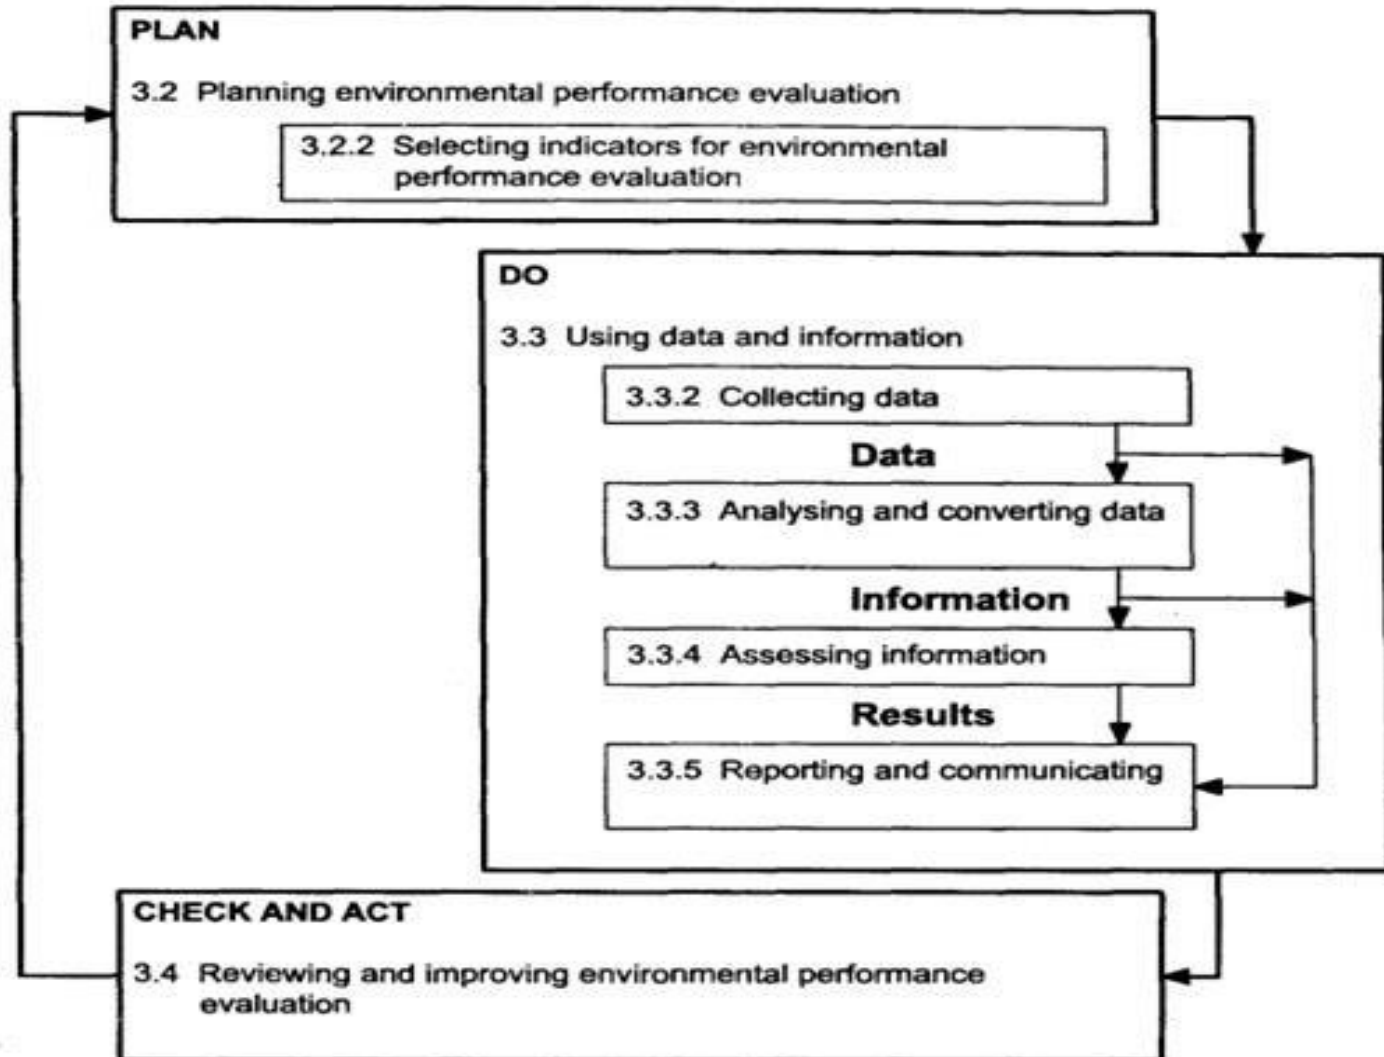 PLAN
3.2 Planning environmental performance evaluation
3.2.2 Selecting indicators for environmental
performance evaluation
DO
3.3 Using data and information
3.3.2 Collecting data
Data
3.3.3 Analysing and converting data
Information
3.3.4 Assessing information
Results
3.3.5 Reporting and communicating
CHECK AND ACT
3.4 Reviewing and improving environmental performance
evaluation